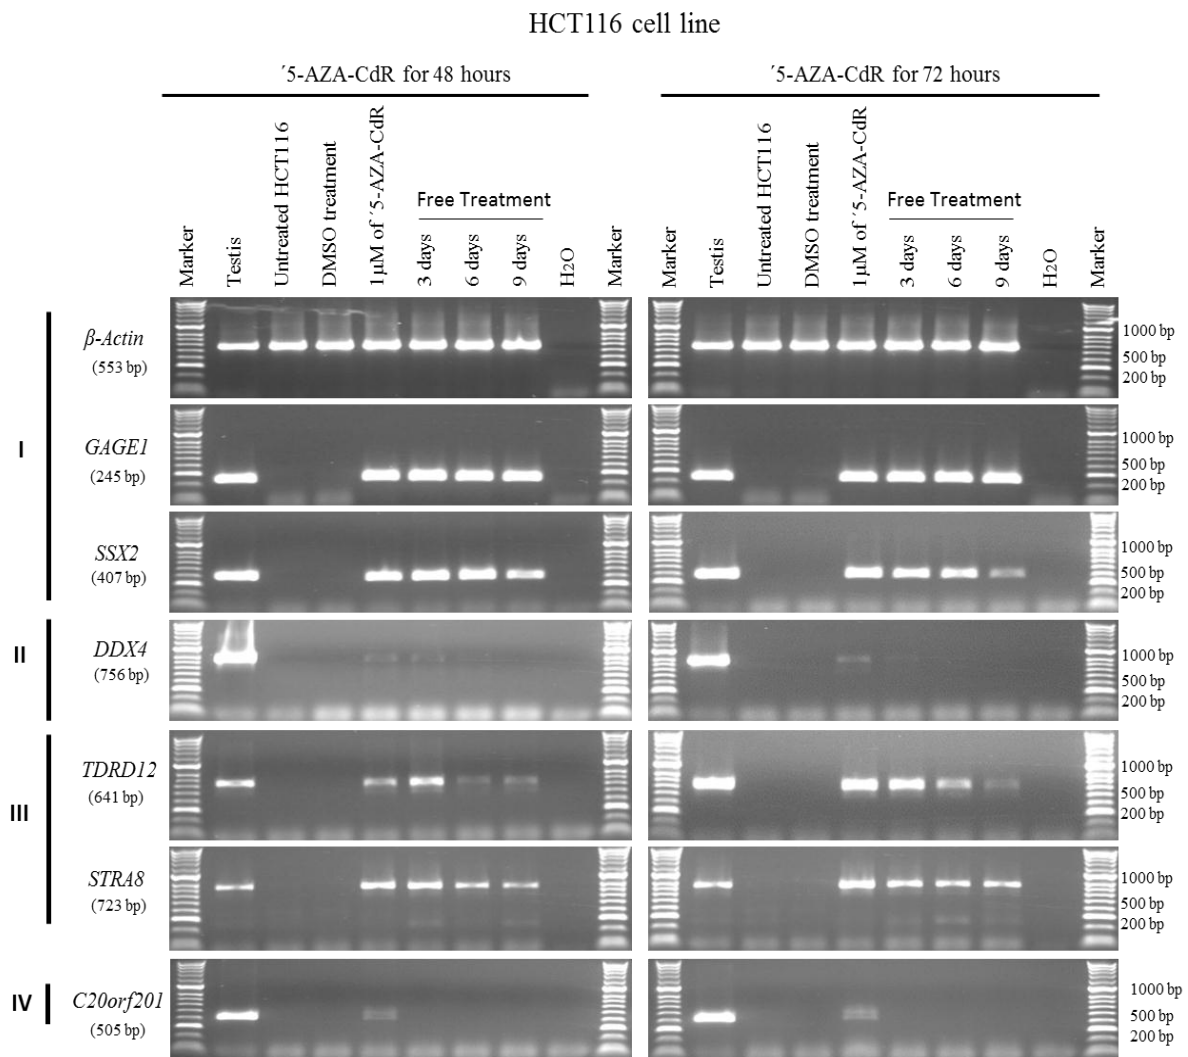 HCT116 cell line
´5-AZA-CdR for 48 hours
´5-AZA-CdR for 72 hours
Marker
Testis
Untreated HCT116
DMSO treatment
1µM of ´5-AZA-CdR
Free Treatment
3 days
6 days
9 days
H2O
Marker
Marker
Testis
Untreated HCT116
DMSO treatment
1µM of ´5-AZA-CdR
Free Treatment
3 days
6 days
9 days
H2O
Marker
I
β-Actin
(553 bp)
1000 bp
500 bp
200 bp
GAGE1
(245 bp)
1000 bp
500 bp
200 bp
SSX2
(407 bp)
1000 bp
500 bp
200 bp
II
DDX4
(756 bp)
1000 bp
500 bp
200 bp
III
TDRD12
(641 bp)
1000 bp
500 bp
200 bp
STRA8
(723 bp)
1000 bp
500 bp
200 bp
IV
C20orf201
(505 bp)
1000 bp
500 bp
200 bp